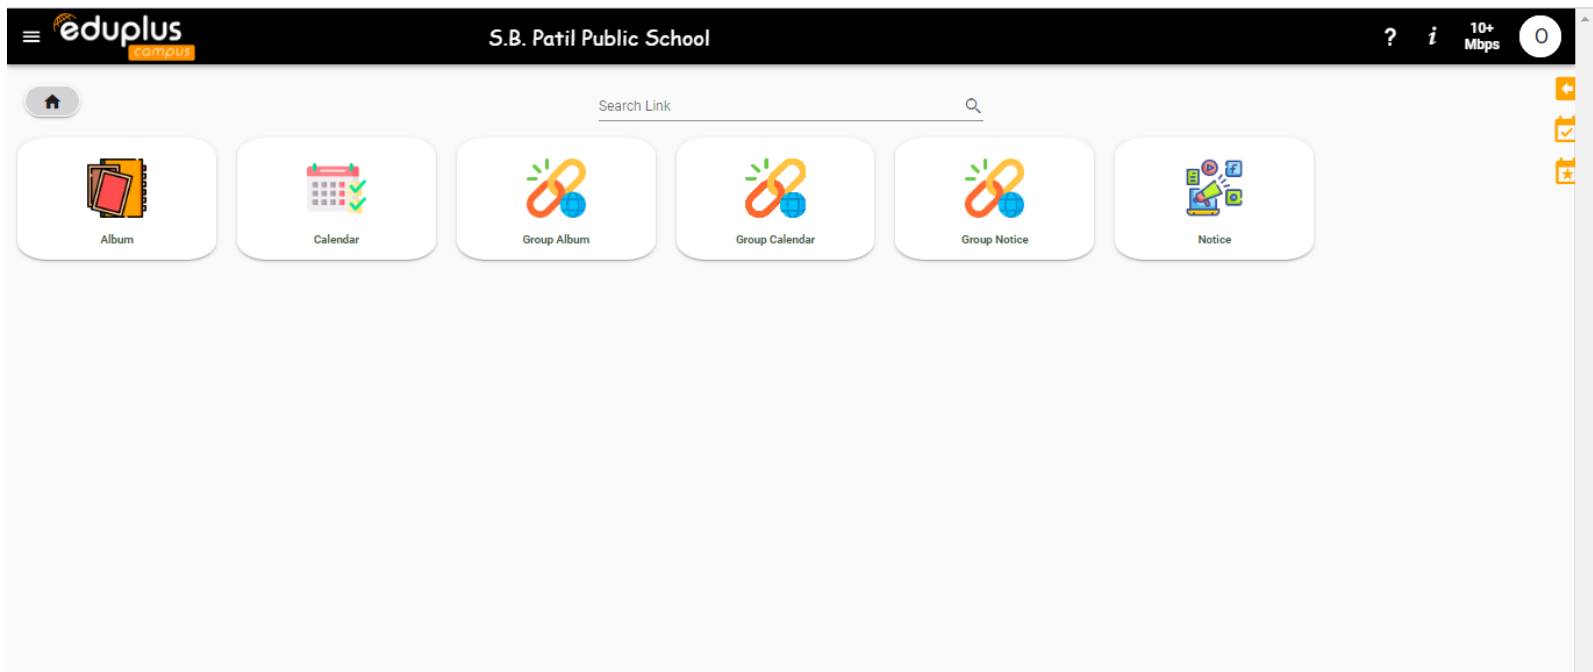 eduplus
campus
S.B. Patil Public School
?
i
10+
Mbps
O
Search Link
Album
Calendar
Group Album
Group Calendar
Group Notice
Notice